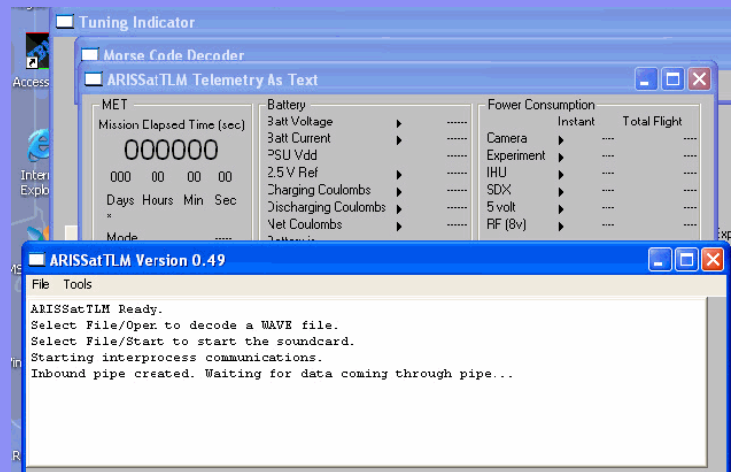 Tuning Indicator
Morse Code Decoder
Access
ARISSatTLM Telemetry As Text
MET
Mission Elapsed Time (sec)
000000
000 00 00 00
Days Hours Min Sec
*
Mode -----
Battery
Batt Voltage ------
Batt Current ------
PSU Vdd ------
2.5 V Ref ------
Charging Coulombs ------
Discharging Coulombs ------
Net Coulombs ------
Power Consumption
Instant Total Flight
Camera ---- ----
Experiment ---- ----
IHU ---- ----
SDX ---- ----
5 volt ---- ----
RF (8v) ---- ----
Inter
Explo
ARISSatTLM Version 0.49
File Tools
ARISSatTLM Ready.
Select File/Open to decode a WAVE file.
Select File/Start to start the soundcard.
Starting interprocess communications.
Inbound pipe created. Waiting for data coming through pipe...